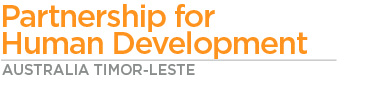 Partnership for
Human Development
AUSTRALIA TIMOR-LESTE